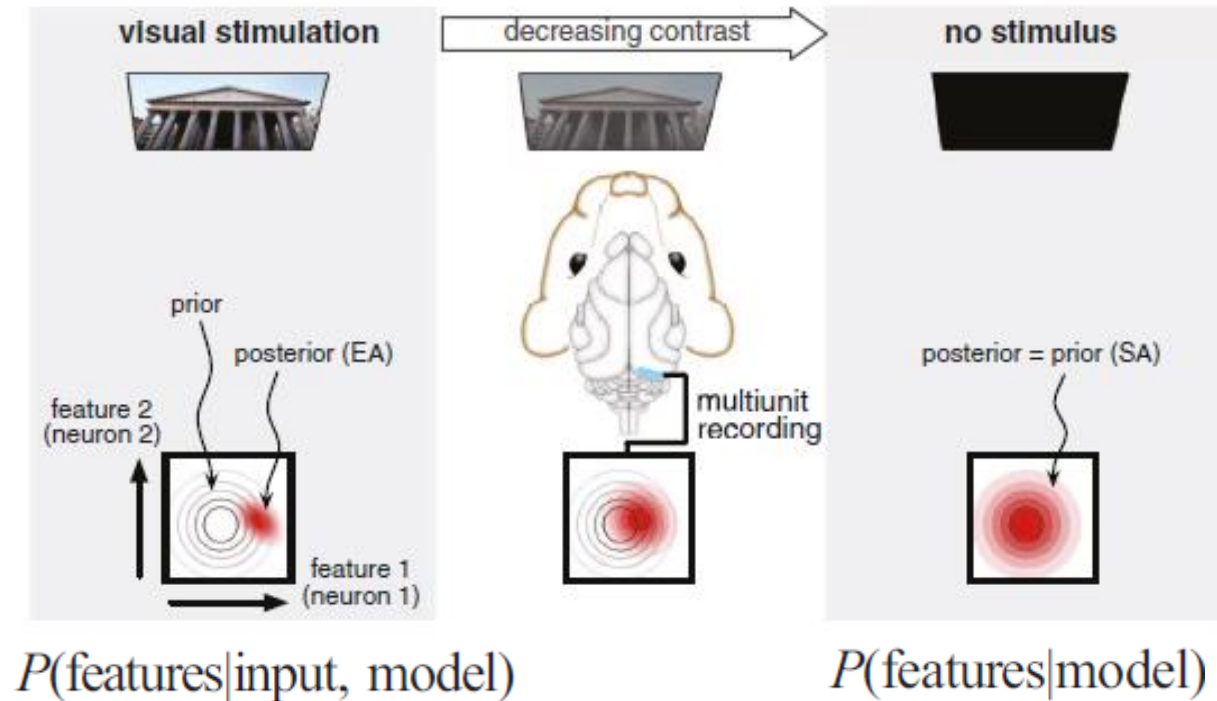 visual stimulation
decreasing contrast
no stimulus
prior
posterior (EA)
feature 2
(neuron 2)
feature 1
(neuron 1)
multiunit
recording
posterior = prior (SA)
P(features|input, model)
P(features|model)